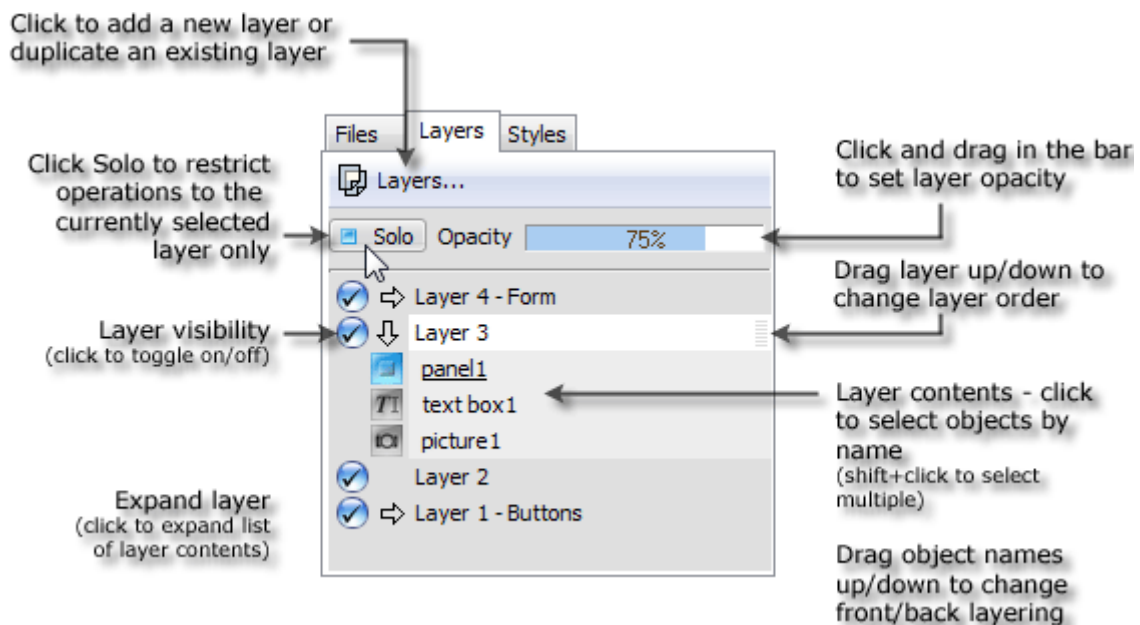 Click to add a new layer or
duplicate an existing layer
Files
Layers
Styles
Click Solo to restrict
operations to the
currently selected
layer only
Layers...
Click and drag in the bar
to set layer opacity
Solo
Opacity
75%
Drag layer up/down to
change layer order
Layer 4 - Form
Layer visibility
(click to toggle on/off)
Layer 3
panel1
TI
text box1
picture1
Layer contents - click
to select objects by
name
(shift+click to select
multiple)
Layer 2
Expand layer
(click to expand list
of layer contents)
Layer 1 - Buttons
Drag object names
up/down to change
front/back layering